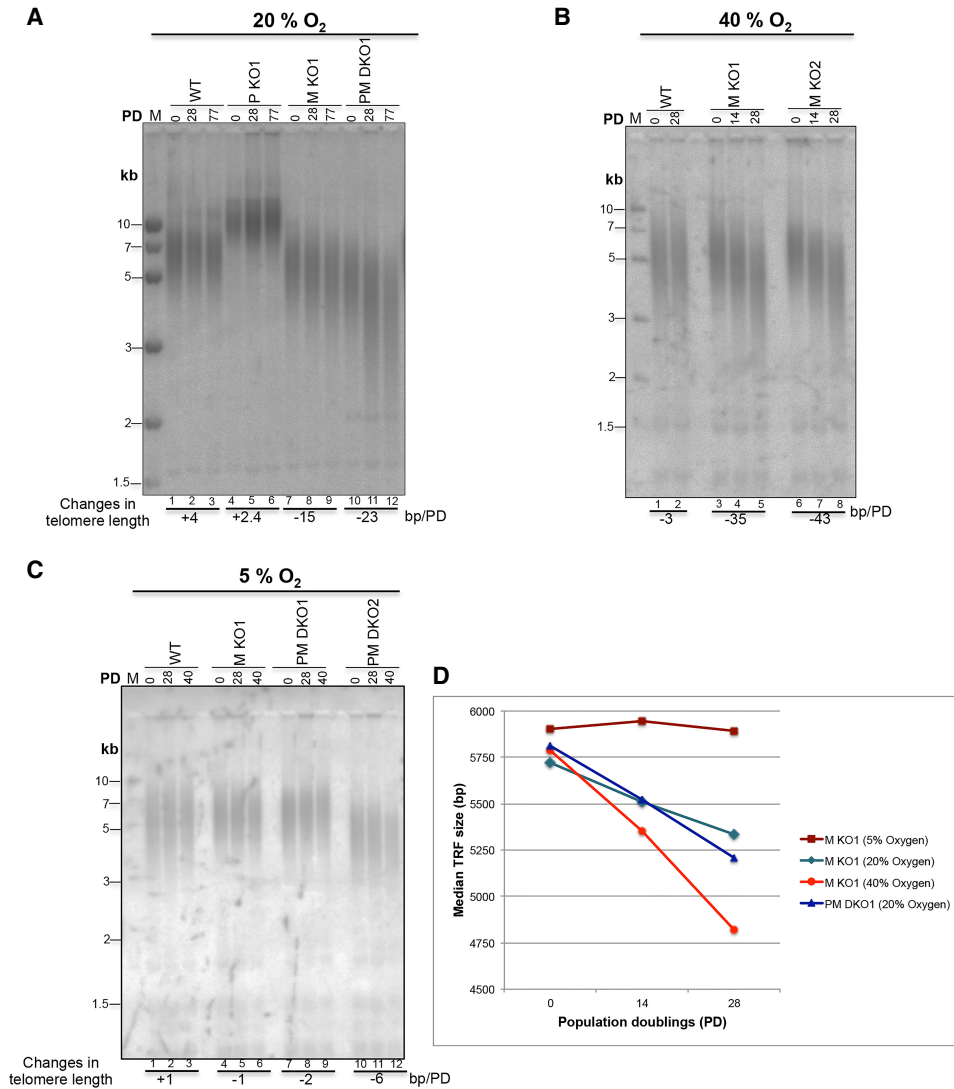 A
20 % O2
WT
P KO1
M KO1
PM DKO1
PD M 0 28 77 0 28 77 0 28 77 0 28 77
kb
10
7
5
3
2
1.5
1 2 3 4 5 6 7 8 9 10 11 12
Changes in
telomere length
+4 +2.4 -15 -23 bp/PD
B
40 % O2
WT
M KO1
M KO2
PD M 0 28 0 14 28 0 14 28
kb
10
7
5
3
2
1.5
1 2 3 4 5 6 7 8
-3 -35 -43 bp/PD
C
5 % O2
WT
M KO1
PM DKO1
PM DKO2
PD M 0 28 40 0 28 40 0 28 40 0 28 40
kb
10
7
5
3
2
1.5
1 2 3 4 5 6 7 8 9 10 11 12
Changes in
telomere length
+1 -1 -2 -6 bp/PD
D
6000
5750
5500
5250
5000
4750
4500
Median TRF size (bp)
0 14 28
Population doublings (PD)
M KO1 (5% Oxygen)
M KO1 (20% Oxygen)
M KO1 (40% Oxygen)
PM DKO1 (20% Oxygen)